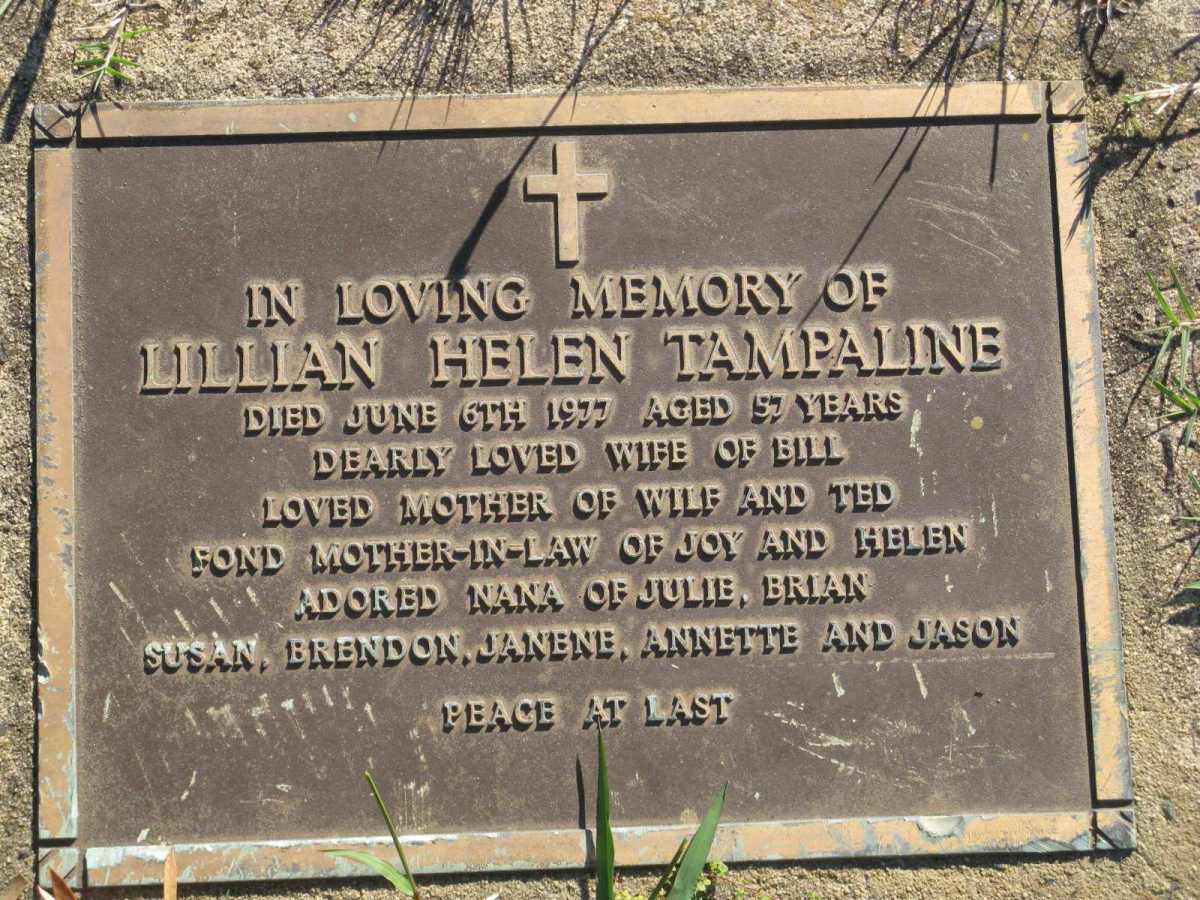 IN LOVING MEMORY OF
LILLIAN HELEN TAMPALINE
DIED JUNE 6TH 1977 AGED 57 YEARS
DEARLY LOVED WIFE OF BILL
LOVED MOTHER OF WILF AND TED
FOND MOTHER-IN-LAW OF JOY AND HELEN
ADORED NANA OF JULIE, BRIAN
SUSAN, BRENDON, JANENE, ANNETTE AND JASON
PEACE AT LAST